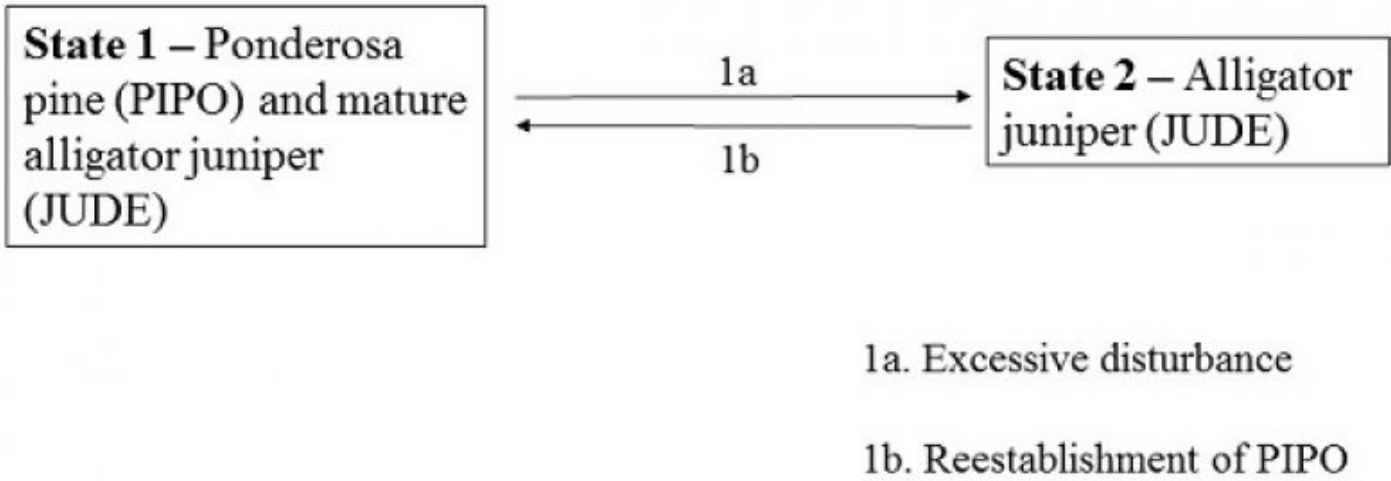 State 1 – Ponderosa
pine (PIPO) and mature
alligator juniper
(JUDE)
1a
1b
State 2 – Alligator
juniper (JUDE)
1a. Excessive disturbance
1b. Reestablishment of PIPO